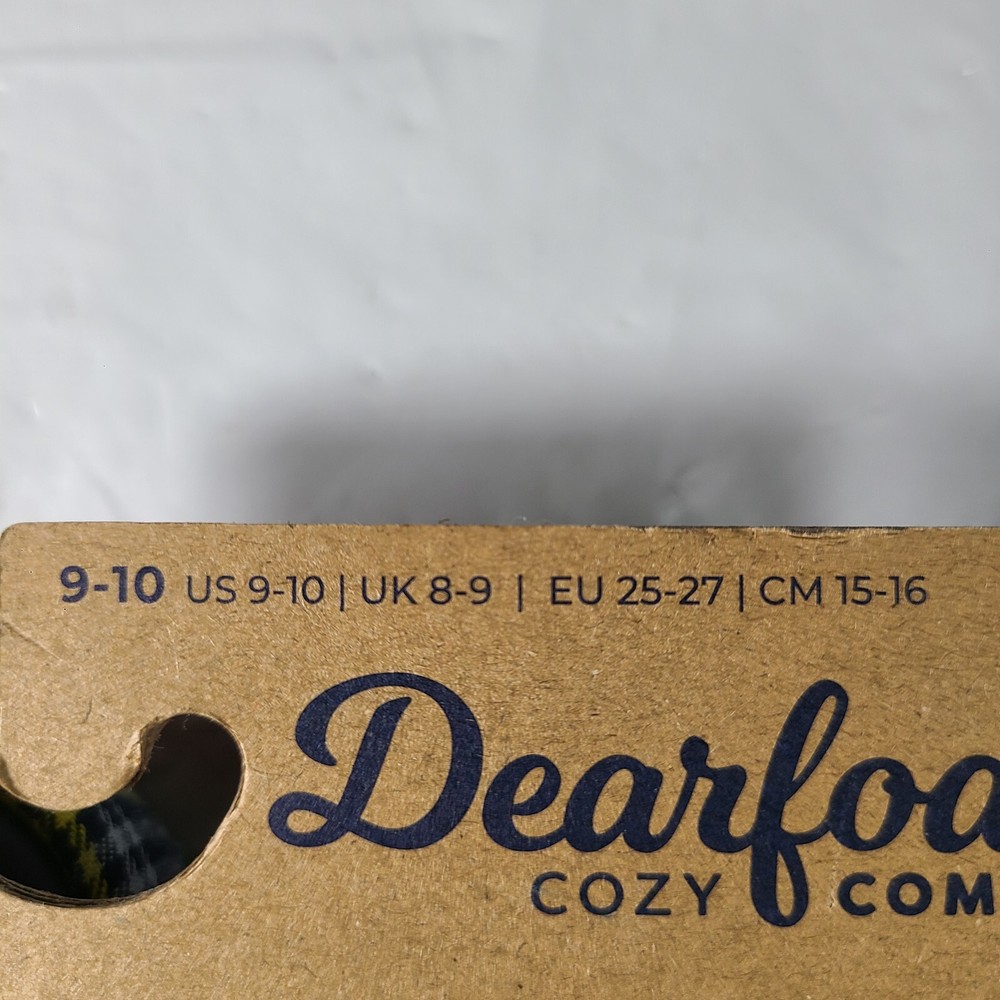 9-10 US 9-10 | UK 8-9 | EU 25-27 | CM 15-16
Dearfoa
COZY COM